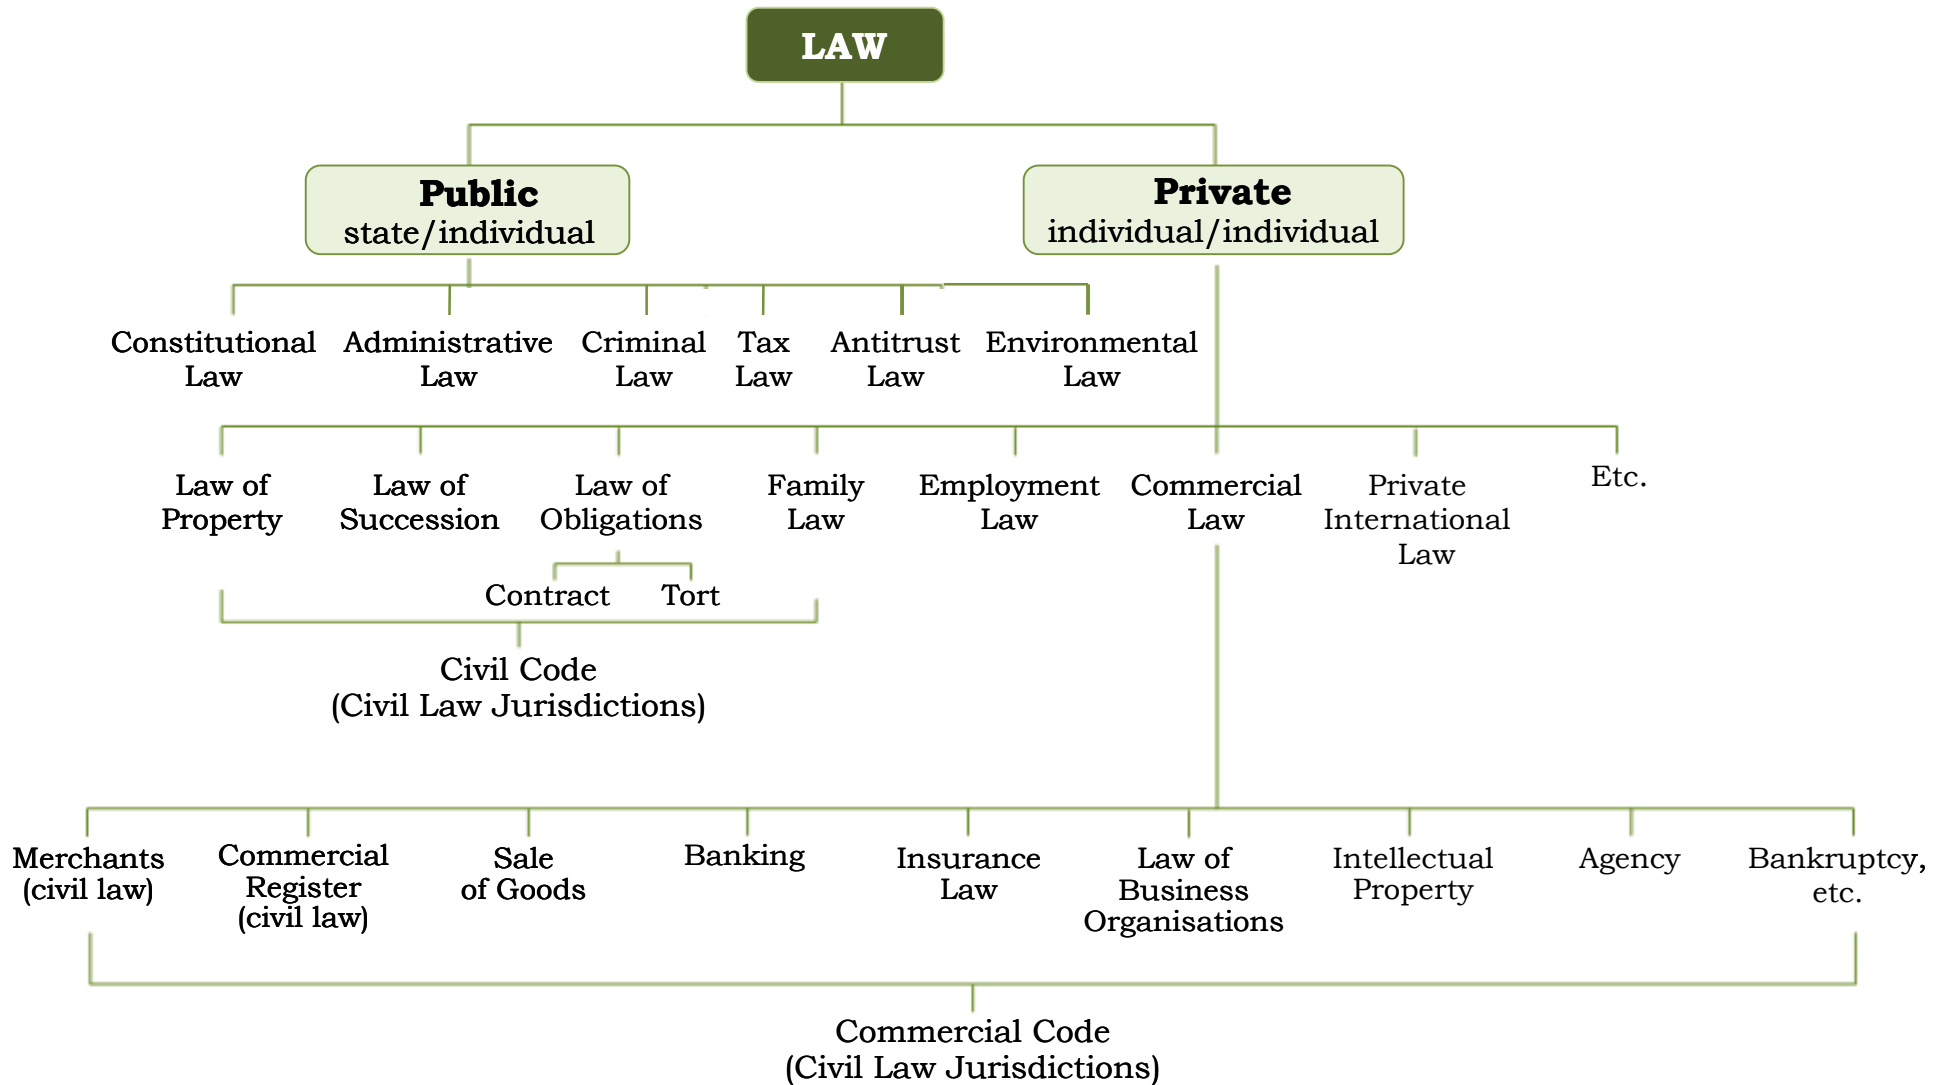 LAW
Public
state/individual
Private
individual/individual
Constitutional
Law
Administrative
Law
Criminal
Law
Tax
Law
Antitrust
Law
Environmental
Law
Law of
Property
Law of
Succession
Law of
Obligations
Family
Law
Employment
Law
Commercial
Law
Private
International
Law
Etc.
Contract
Tort
Civil Code
(Civil Law Jurisdictions)
Merchants
(civil law)
Commercial
Register
(civil law)
Sale
of Goods
Banking
Insurance
Law
Law of
Business
Organisations
Intellectual
Property
Agency
Bankruptcy,
etc.
Commercial Code
(Civil Law Jurisdictions)